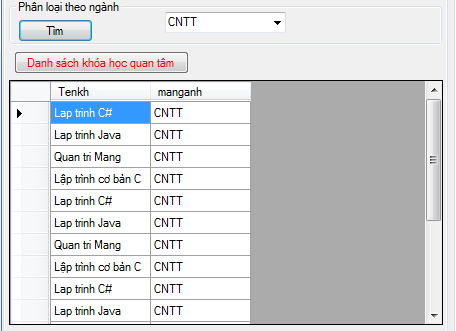 Phân loại theo ngành
Tìm
CNTT
Danh sách khóa học quan tâm
Tenkh manganh
Lap trinh C# CNTT
Lap trinh Java CNTT
Quan tri Mang CNTT
Lập trình cơ bản C CNTT
Lap trinh C# CNTT
Lap trinh Java CNTT
Quan tri Mang CNTT
Lập trình cơ bản C CNTT
Lap trinh C# CNTT
Lap trinh Java CNTT